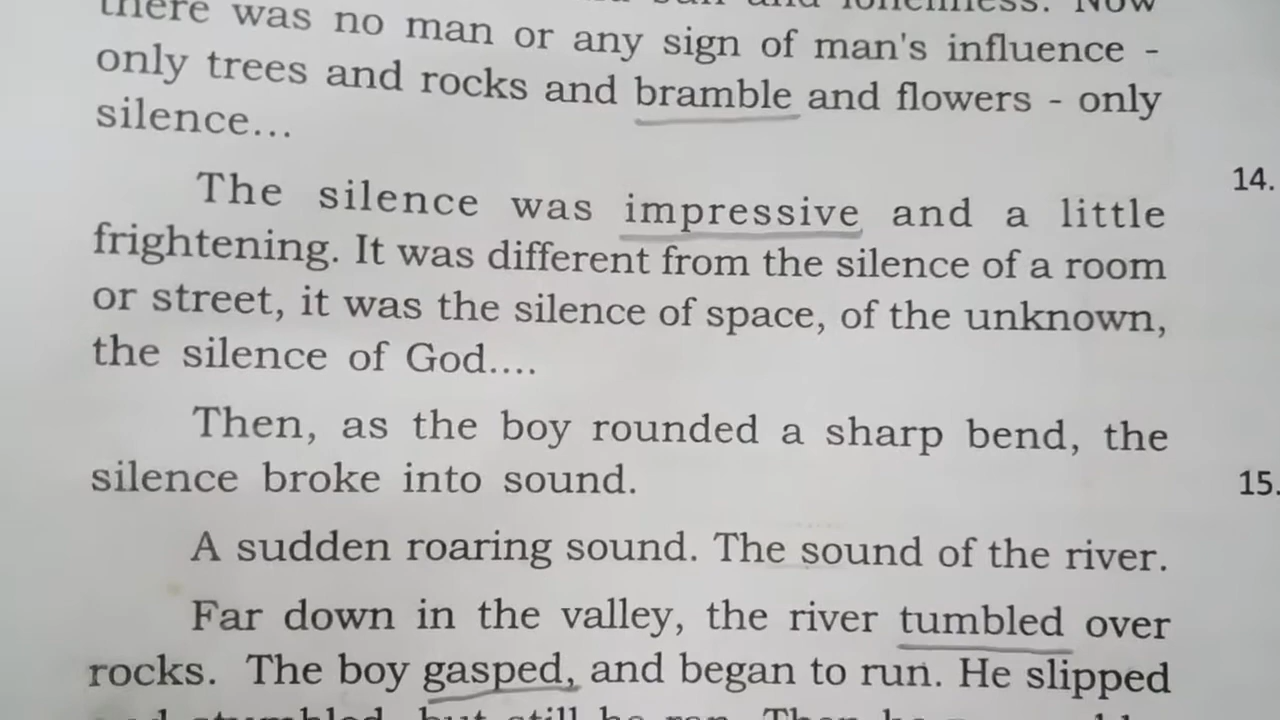 there was no man or any sign of man's influence -
only trees and rocks and bramble and flowers - only
silence...
The silence was impressive and a little
14.
frightening. It was different from the silence of a room
or street, it was the silence of space, of the unknown,
the silence of God....
Then, as the boy rounded a sharp bend, the
silence broke into sound.
15.
A sudden roaring sound. The sound of the river.
Far down in the valley, the river tumbled over
rocks. The boy gasped, and began to run. He slipped